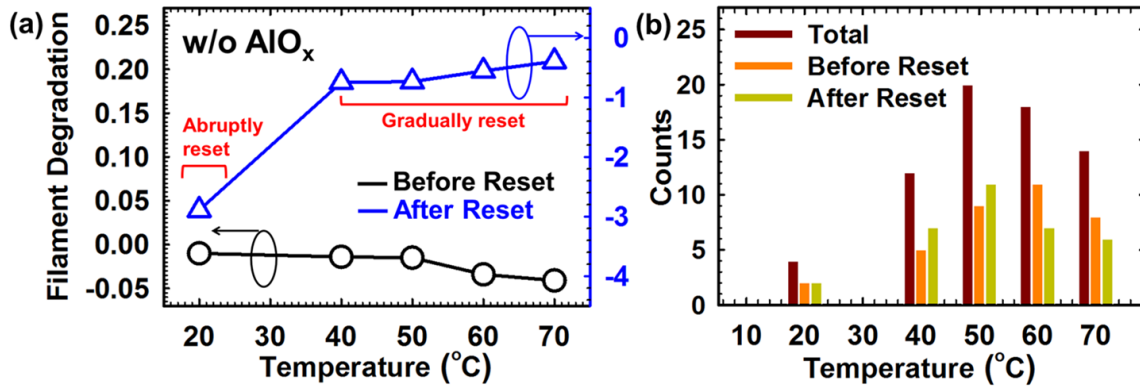 (a)
w/o AlOx
Filament Degradation
0.25
0.20
0.15
0.10
0.05
0.00
-0.05
Abruptly
reset
Gradually reset
Before Reset
After Reset
0
-1
-2
-3
-4
20 30 40 50 60 70
Temperature (°C)
(b)
Total
Before Reset
After Reset
Counts
25
20
15
10
5
0
10 20 30 40 50 60 70
Temperature (°C)